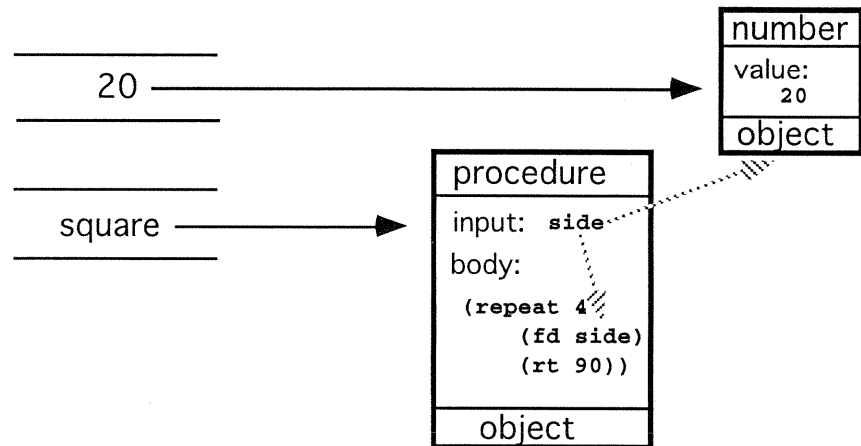 number
value:
20
object
20
procedure
square
input: side
body:
(repeat 4
(fd side)
(rt 90))
object